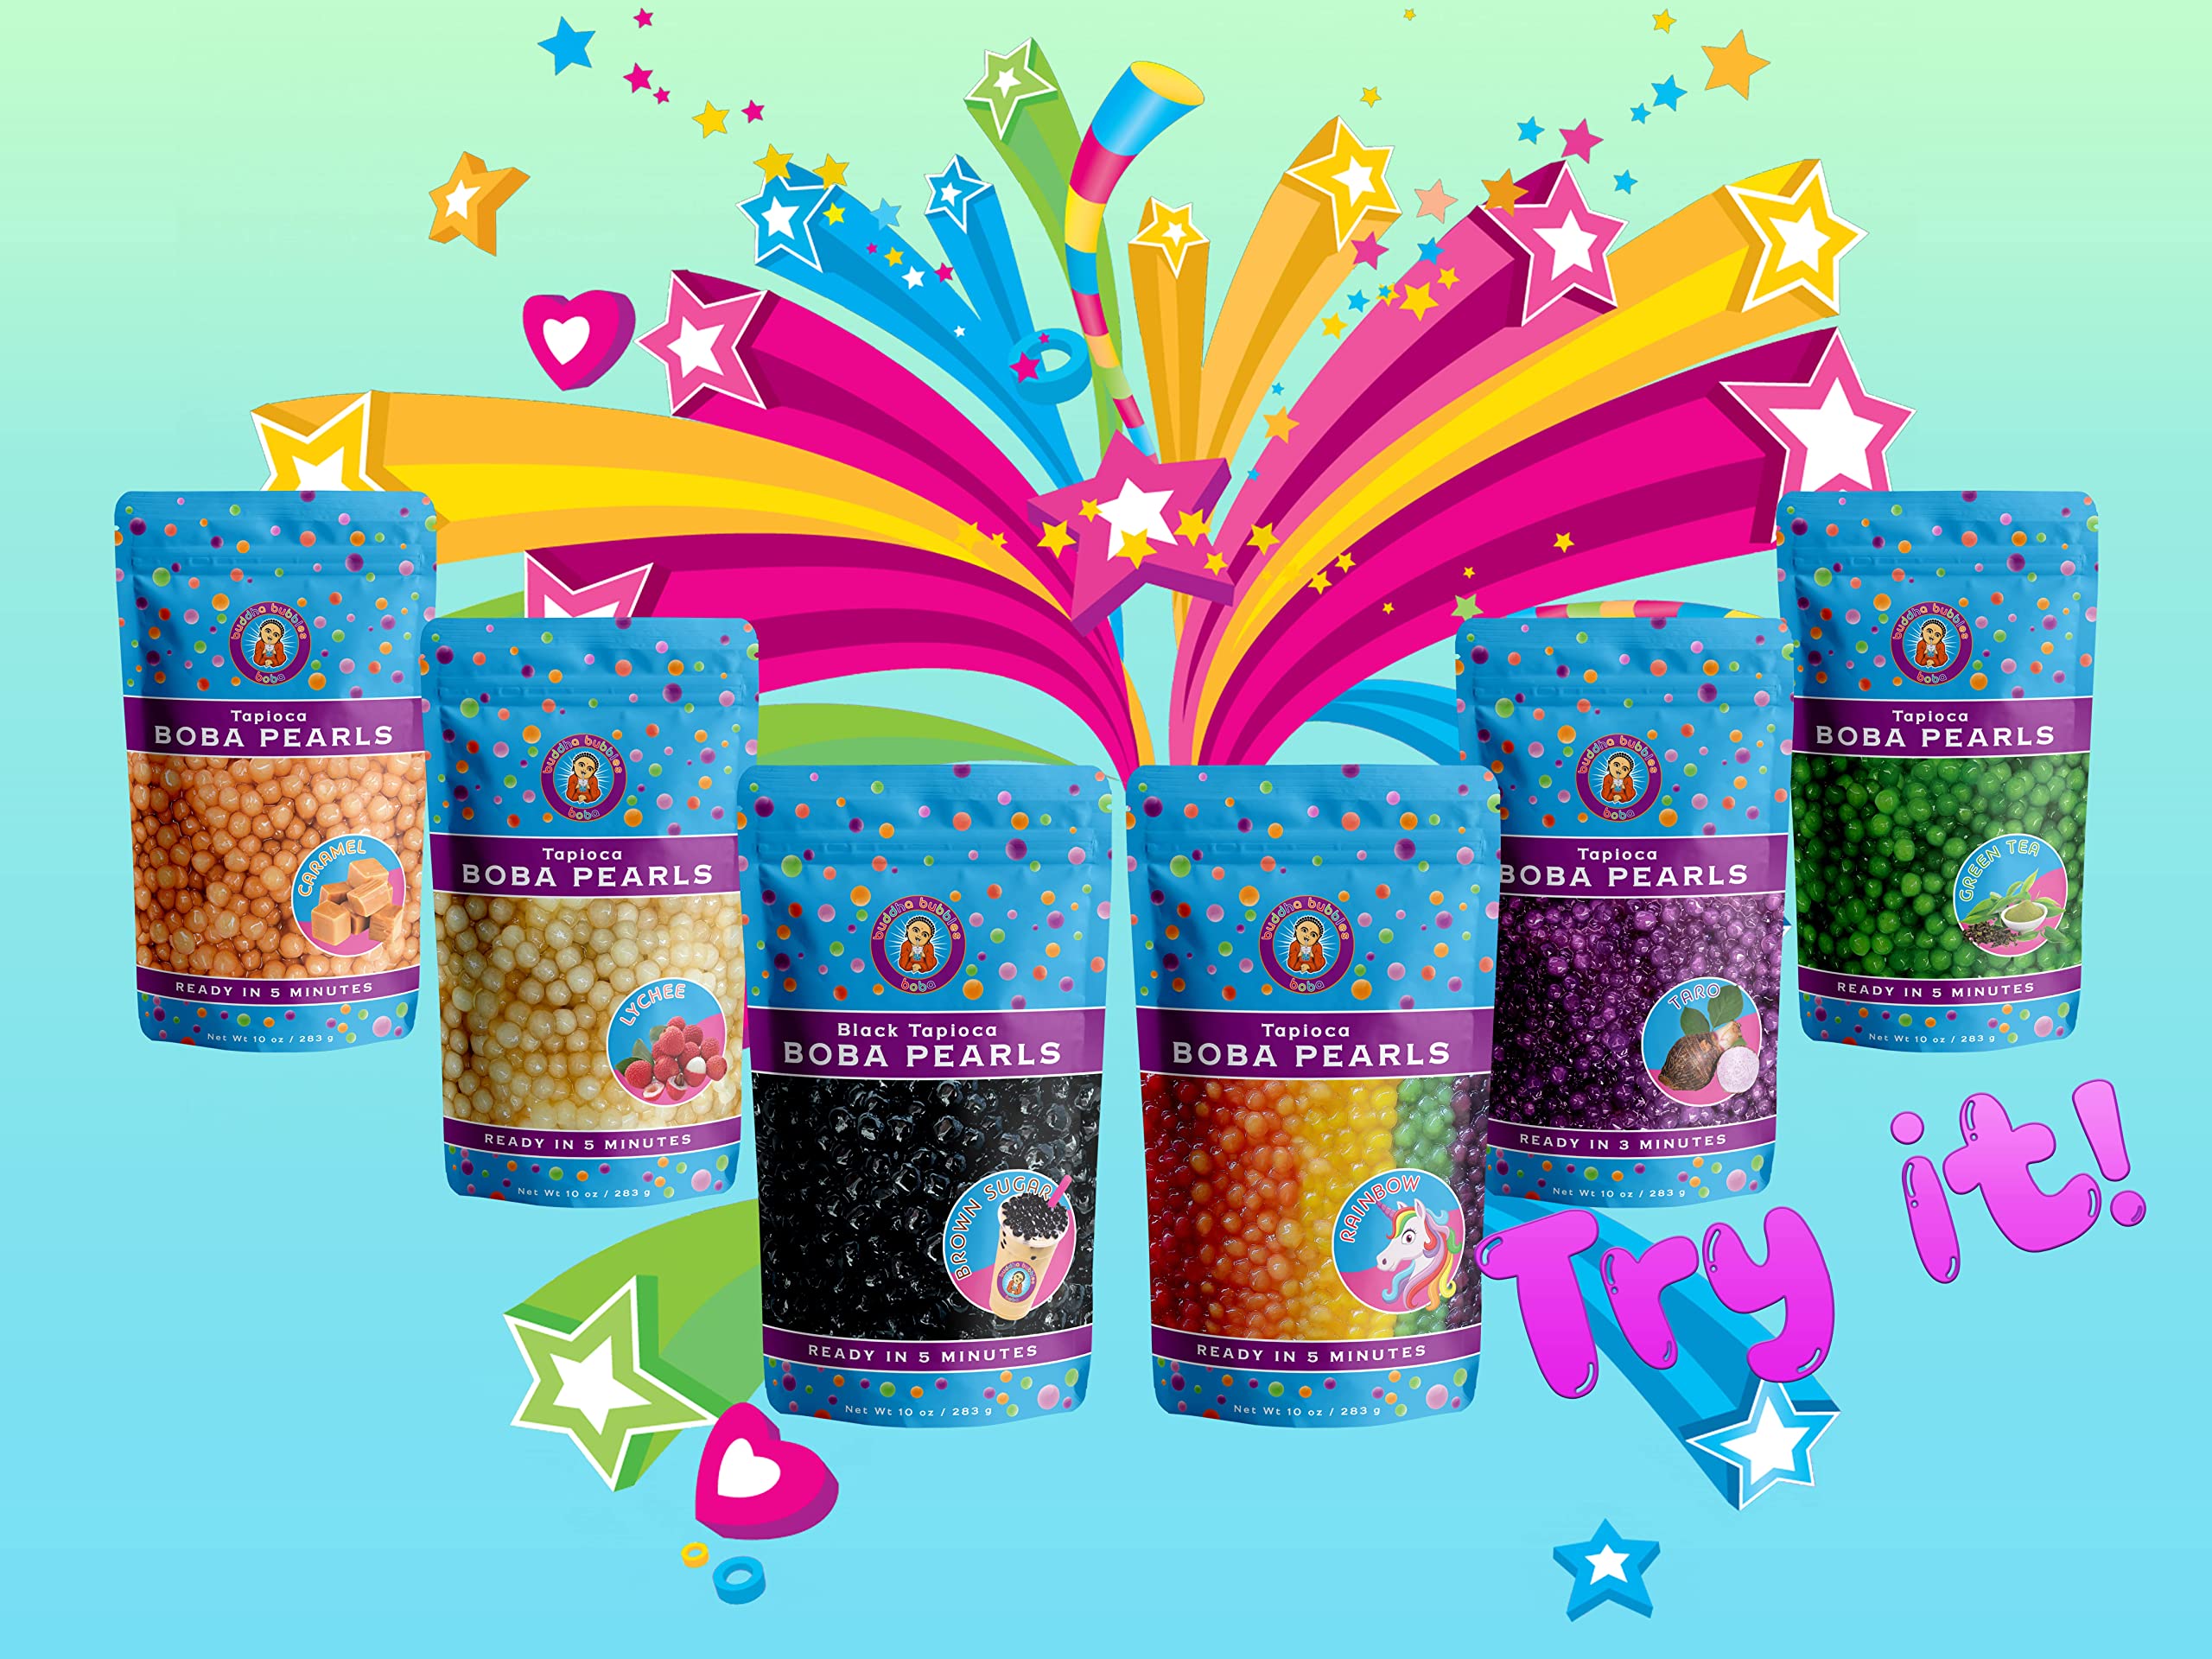 buddha bubbles
boba
Tapioca
BOBA PEARLS
CARAMEL
READY IN 5 MINUTES
Net Wt 10 oz / 283 g
buddha bubbles
boba
Tapioca
BOBA PEARLS
LYCHEE
READY IN 5 MINUTES
Net Wt 10 oz / 283 g
buddha bubbles
boba
Black Tapioca
BOBA PEARLS
BROWN SUGAR
READY IN 5 MINUTES
Net Wt 10 oz / 283 g
buddha bubbles
boba
Tapioca
BOBA PEARLS
RAINBOW
READY IN 5 MINUTES
Net Wt 10 oz / 283 g
buddha bubbles
boba
Tapioca
BOBA PEARLS
TARO
READY IN 3 MINUTES
Net Wt 10 oz / 283 g
buddha bubbles
boba
Tapioca
BOBA PEARLS
GREEN TEA
READY IN 5 MINUTES
Net Wt 10 oz / 283 g
Try it!